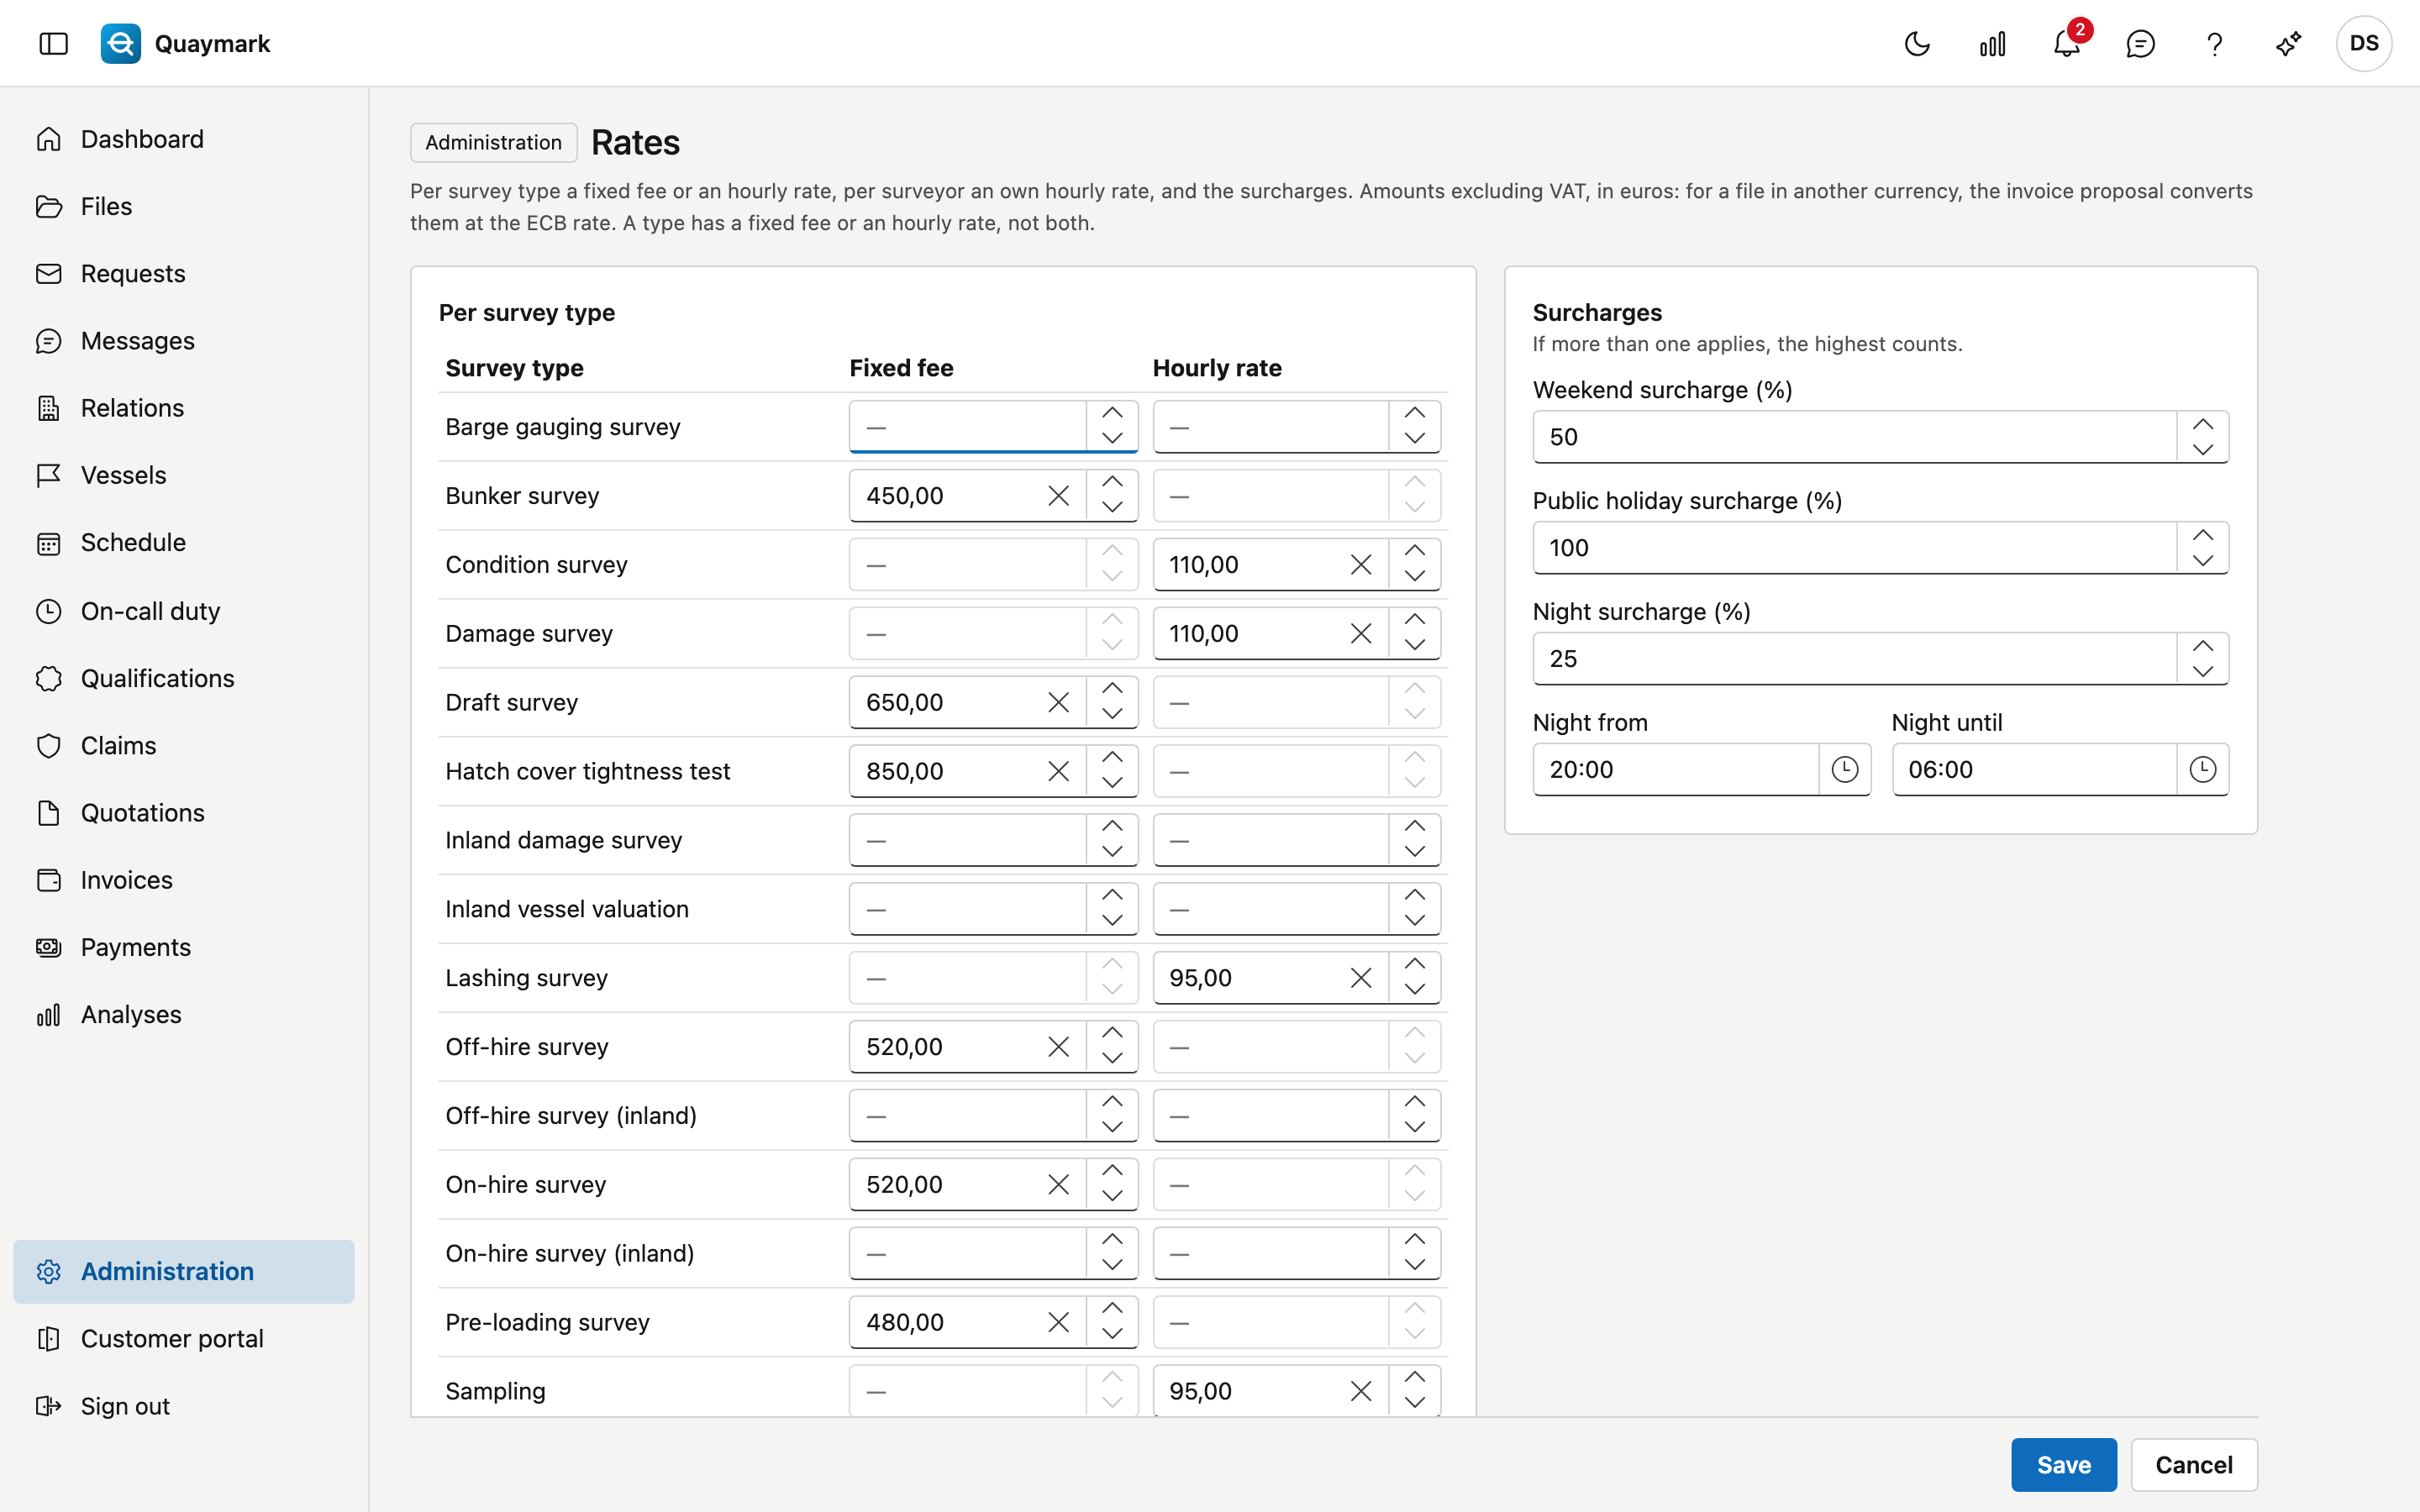 Quaymark
2
DS
Dashboard
Files
Requests
Messages
Relations
Vessels
Schedule
On-call duty
Qualifications
Claims
Quotations
Invoices
Payments
Analyses
Administration
Customer portal
Sign out
Administration Rates
Per survey type a fixed fee or an hourly rate, per surveyor an own hourly rate, and the surcharges. Amounts excluding VAT, in euros: for a file in another currency, the invoice proposal converts
them at the ECB rate. A type has a fixed fee or an hourly rate, not both.
Per survey type
Survey type Fixed fee Hourly rate
Barge gauging survey — —
Bunker survey 450,00 —
Condition survey — 110,00
Damage survey — 110,00
Draft survey 650,00 —
Hatch cover tightness test 850,00 —
Inland damage survey — —
Inland vessel valuation — —
Lashing survey — 95,00
Off-hire survey 520,00 —
Off-hire survey (inland) — —
On-hire survey 520,00 —
On-hire survey (inland) — —
Pre-loading survey 480,00 —
Sampling — 95,00
Surcharges
If more than one applies, the highest counts.
Weekend surcharge (%)
50
Public holiday surcharge (%)
100
Night surcharge (%)
25
Night from Night until
20:00 06:00
Save Cancel